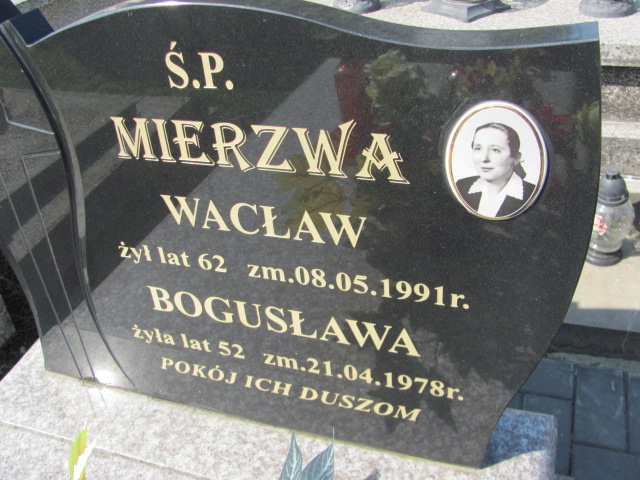 Ś.P.
MIERZWA
WACŁAW
żył lat 62 zm.08.05.1991r.
BOGUSŁAWA
żyła lat 52 zm.21.04.1978r.
POKÓJ ICH DUSZOM